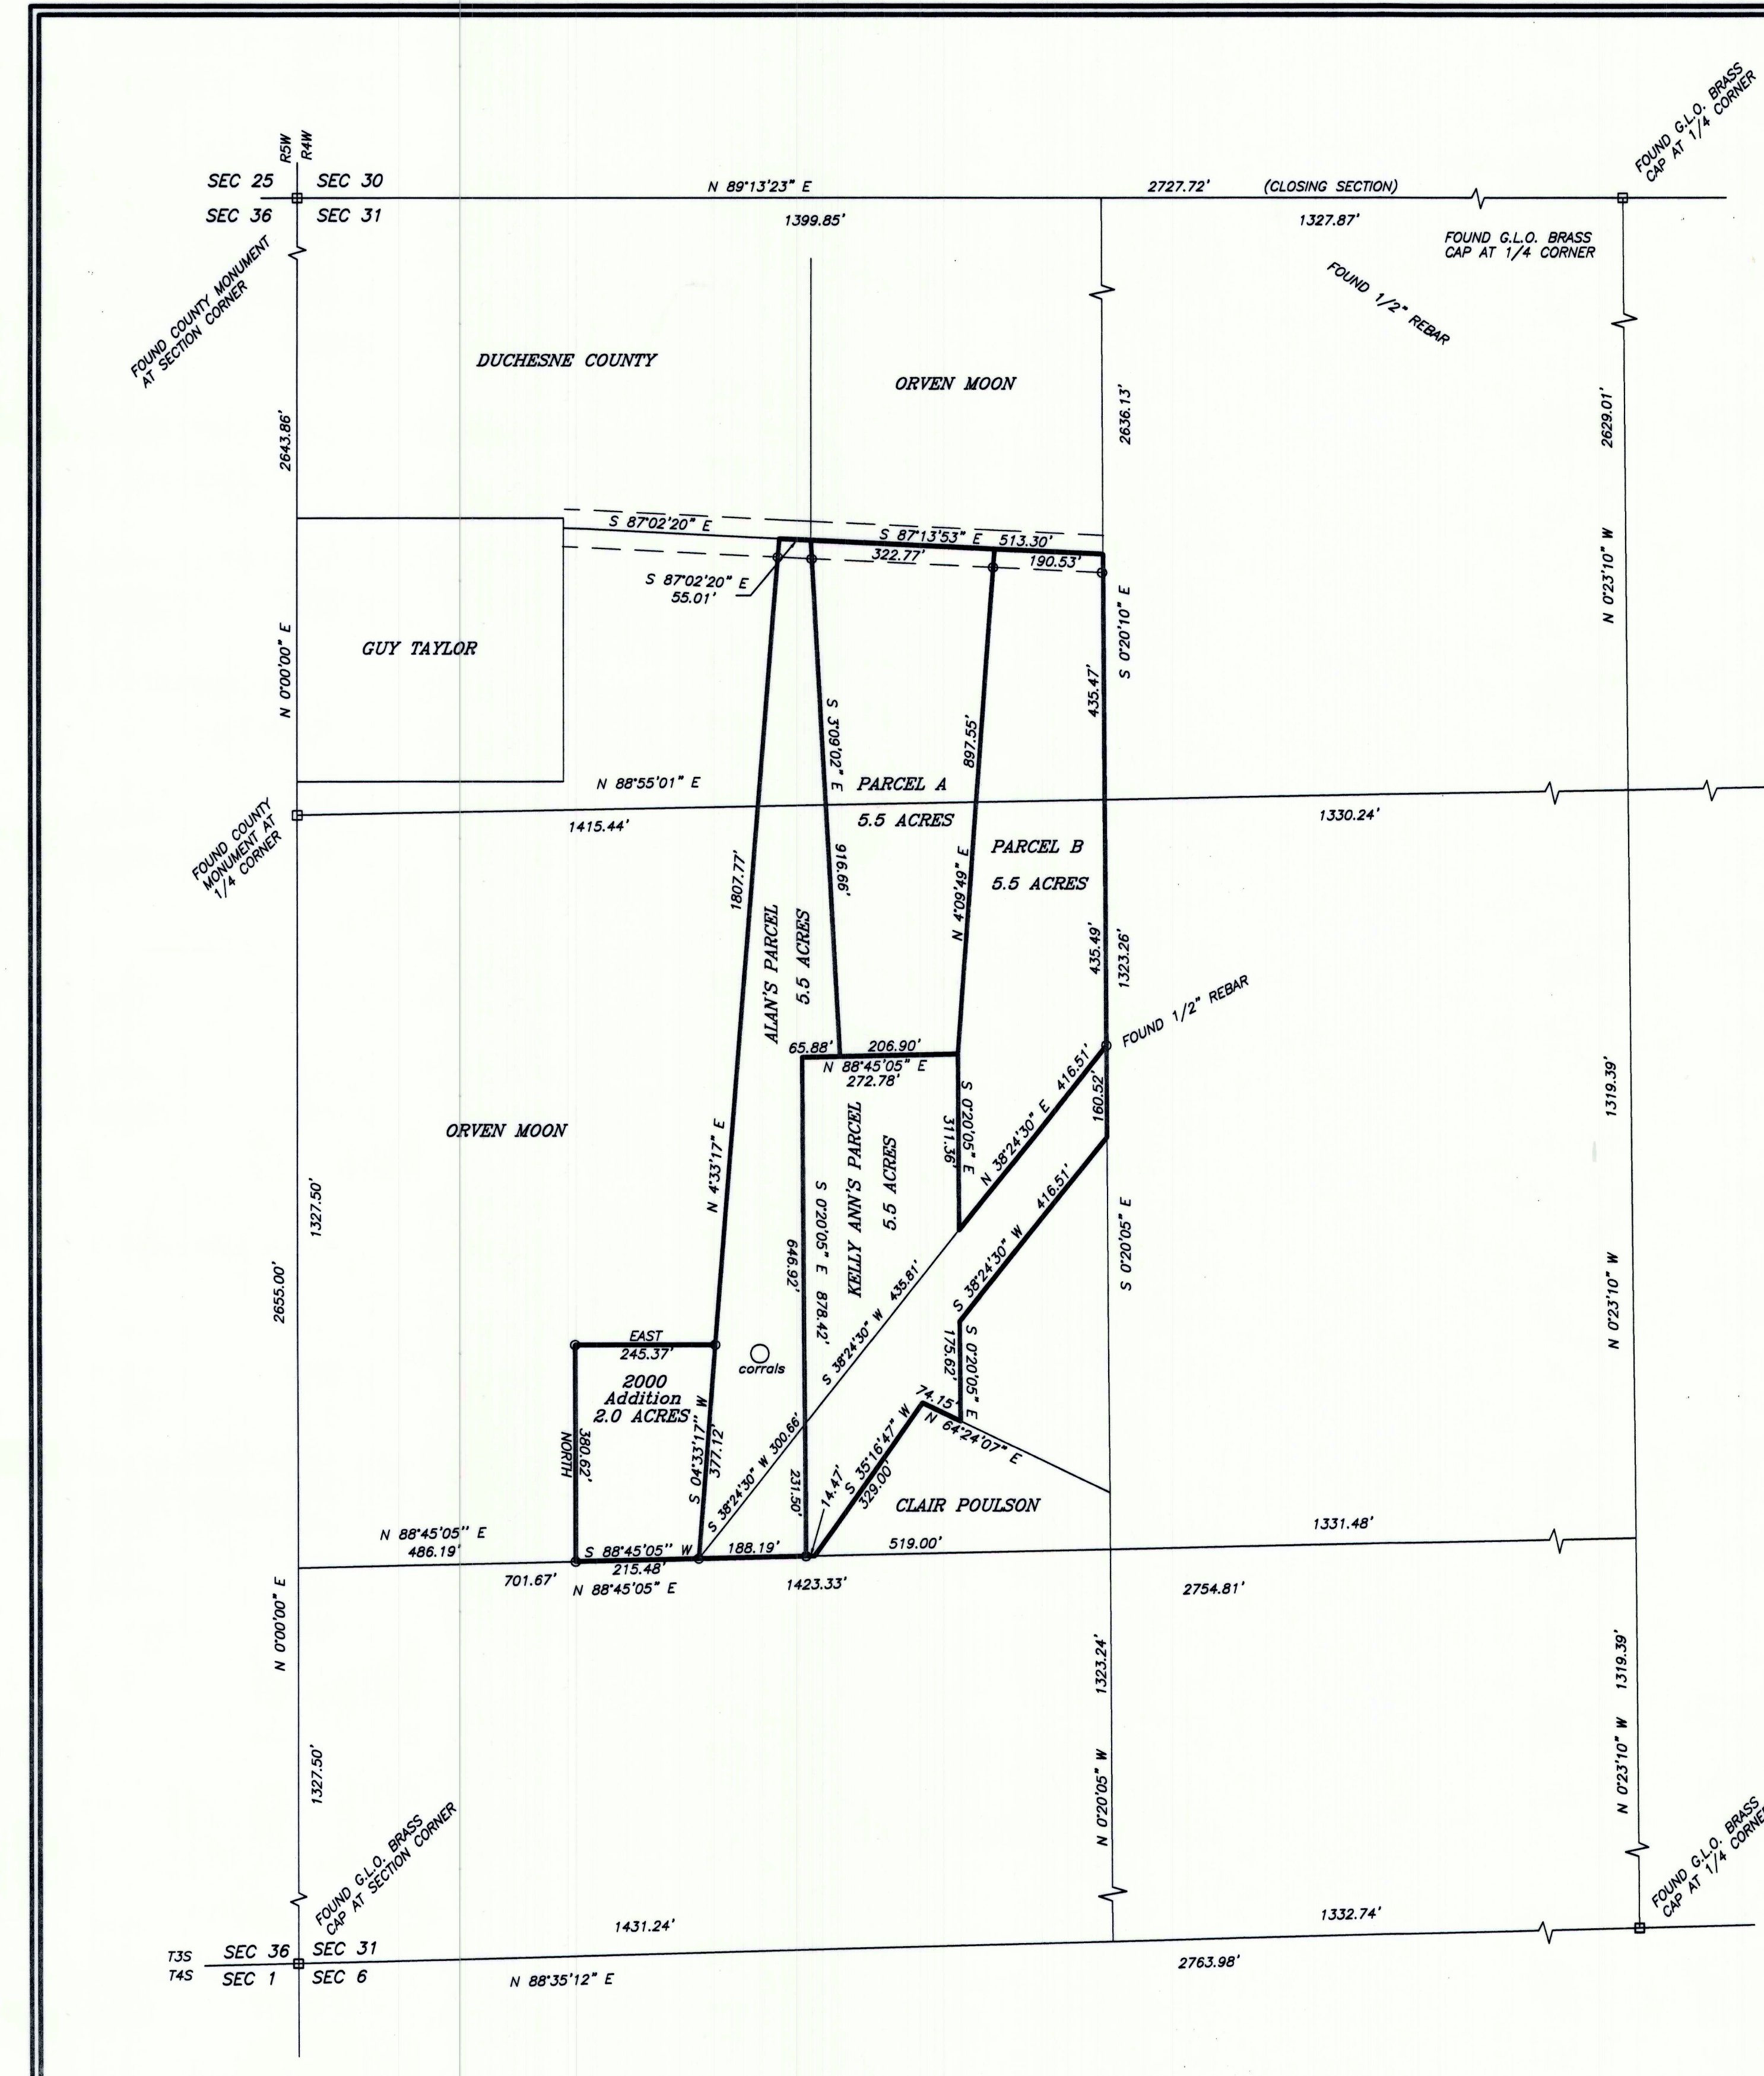 R5W
R4W
SEC 25
SEC 30
SEC 36
SEC 31
N 89°13'23" E
2727.72'
(CLOSING SECTION)
1399.85'
1327.87'
FOUND G.L.O. BRASS
CAP AT 1/4 CORNER
FOUND G.L.O. BRASS
CAP AT 1/4 CORNER
FOUND 1/2" REBAR
FOUND COUNTY MONUMENT
AT SECTION CORNER
DUCHESNE COUNTY
ORVEN MOON
2643.86'
2636.13'
2629.01'
S 87°02'20" E
S 87°13'53" E 513.30'
322.77'
190.53'
S 87°02'20" E
55.01'
GUY TAYLOR
N 0°00'00" E
S 0°20'10" E
N 0°23'10" W
435.47'
S 3°09'02" E
897.55'
N 88°55'01" E
PARCEL A
5.5 ACRES
1415.44'
1330.24'
FOUND COUNTY
MONUMENT AT
1/4 CORNER
PARCEL B
5.5 ACRES
1807.77'
916.66'
N 4°09'49" E
ALAN'S PARCEL
5.5 ACRES
435.49'
1323.26'
FOUND 1/2" REBAR
65.88'
206.90'
N 88°45'05" E
272.78'
S 0°20'05" E
311.36'
N 38°24'30" E 416.51'
160.52'
1319.39'
ORVEN MOON
N 4°33'17" E
KELLY ANN'S PARCEL
5.5 ACRES
S 0°20'05" E 878.42'
646.92'
S 38°24'30" W 435.81'
S 38°24'30" W 416.51'
S 0°20'05" E
1327.50'
2655.00'
N 0°23'10" W
EAST
245.37'
corrals
2000
Addition
2.0 ACRES
NORTH
380.62'
S 04°33'17" W
377.12'
S 38°24'30" W 300.66'
175.62'
S 0°20'05" E
74.15'
N 64°24'07" E
S 35°16'47" W
329.00'
14.47'
231.50'
CLAIR POULSON
N 88°45'05" E
486.19'
S 88°45'05" W
215.48'
188.19'
519.00'
1331.48'
701.67'
N 88°45'05" E
1423.33'
2754.81'
N 0°00'00" E
1323.24'
1319.39'
N 0°20'05" W
N 0°23'10" W
1327.50'
FOUND G.L.O. BRASS
CAP AT SECTION CORNER
FOUND G.L.O. BRASS
CAP AT 1/4 CORNE
1431.24'
1332.74'
T3S
T4S
SEC 36
SEC 31
SEC 1
SEC 6
N 88°35'12" E
2763.98'